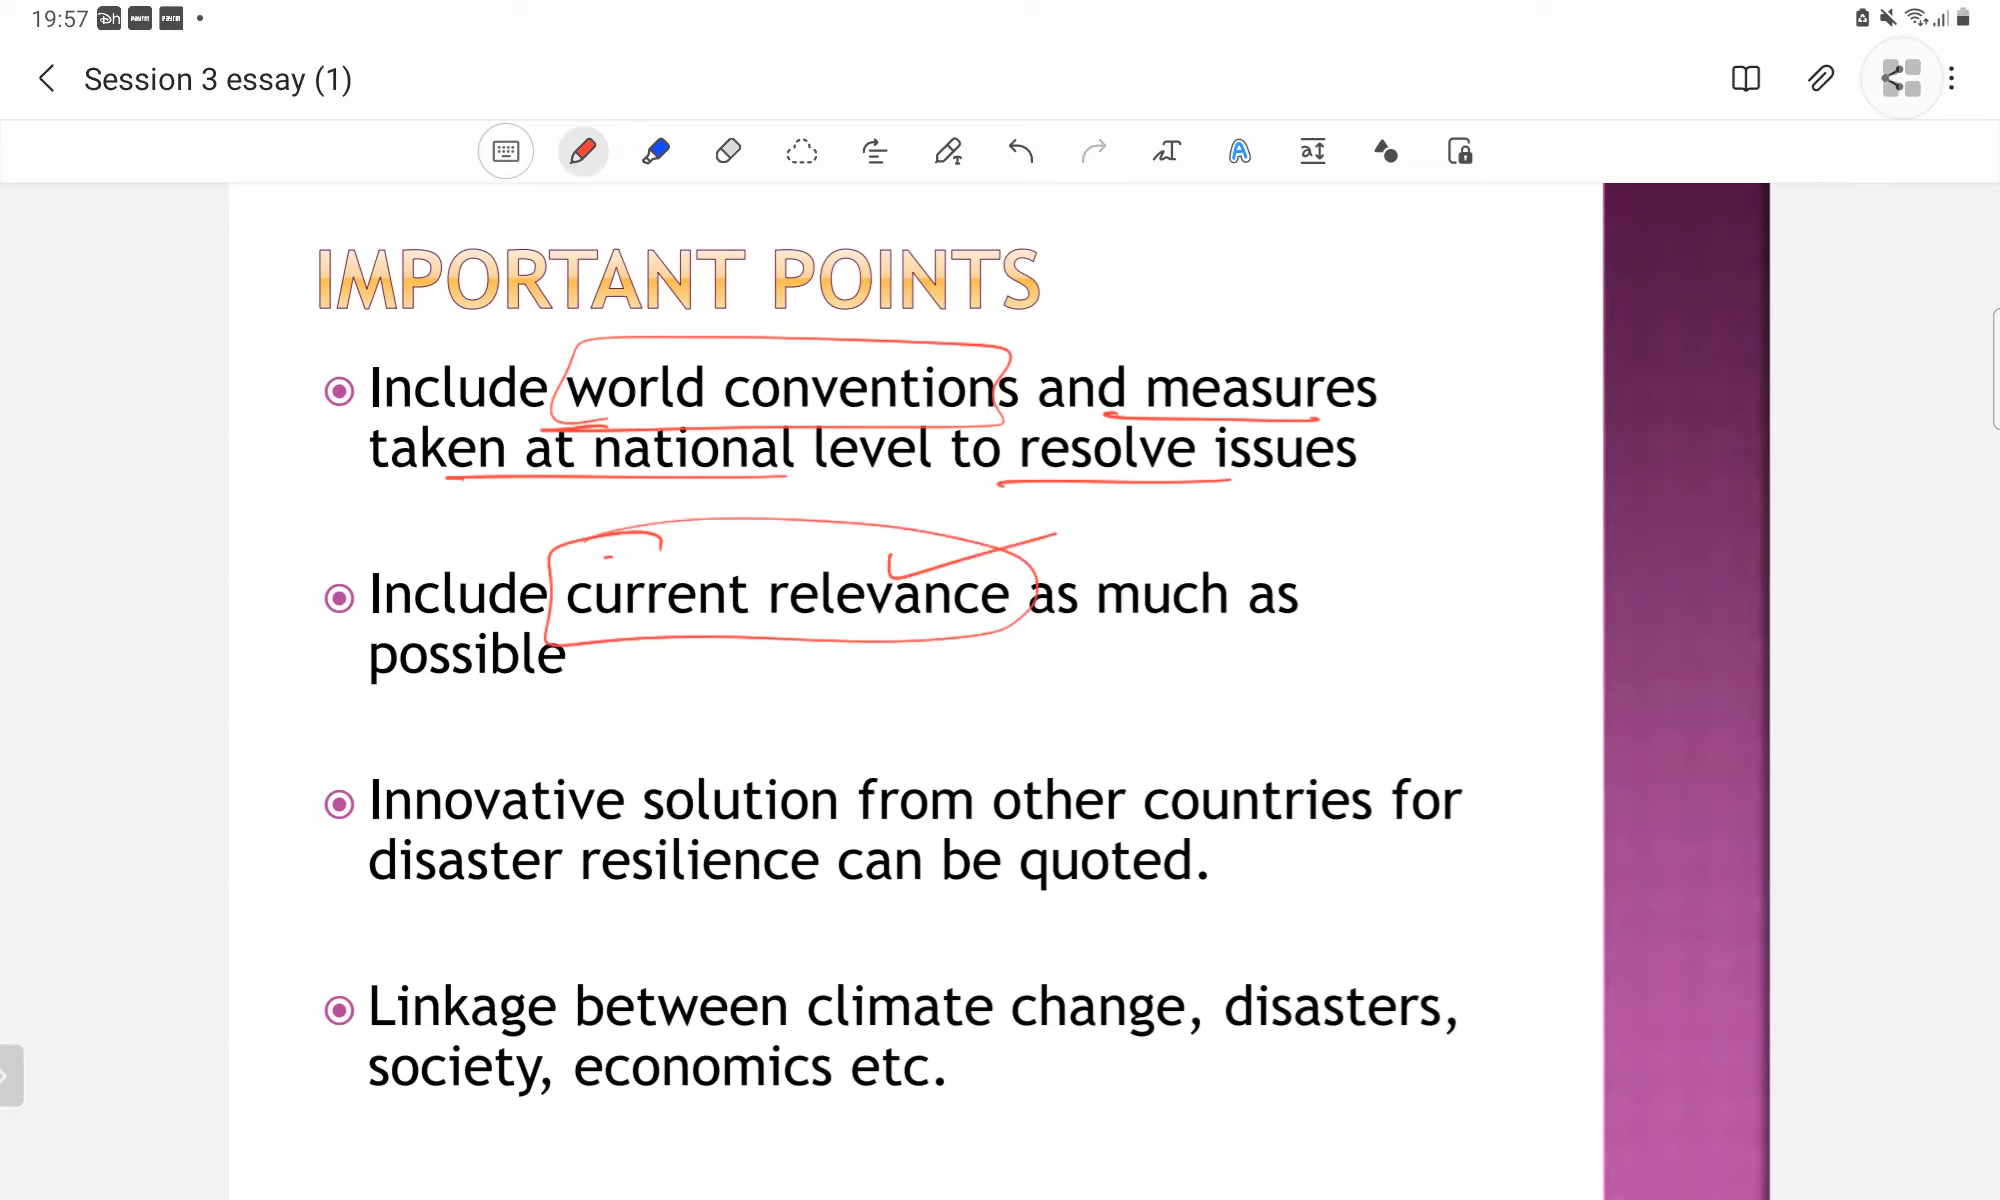 19:57
Session 3 essay (1)
IMPORTANT POINTS
Include world conventions and measures
taken at national level to resolve issues
Include current relevance as much as
possible
Innovative solution from other countries for
disaster resilience can be quoted.
Linkage between climate change, disasters,
society, economics etc.